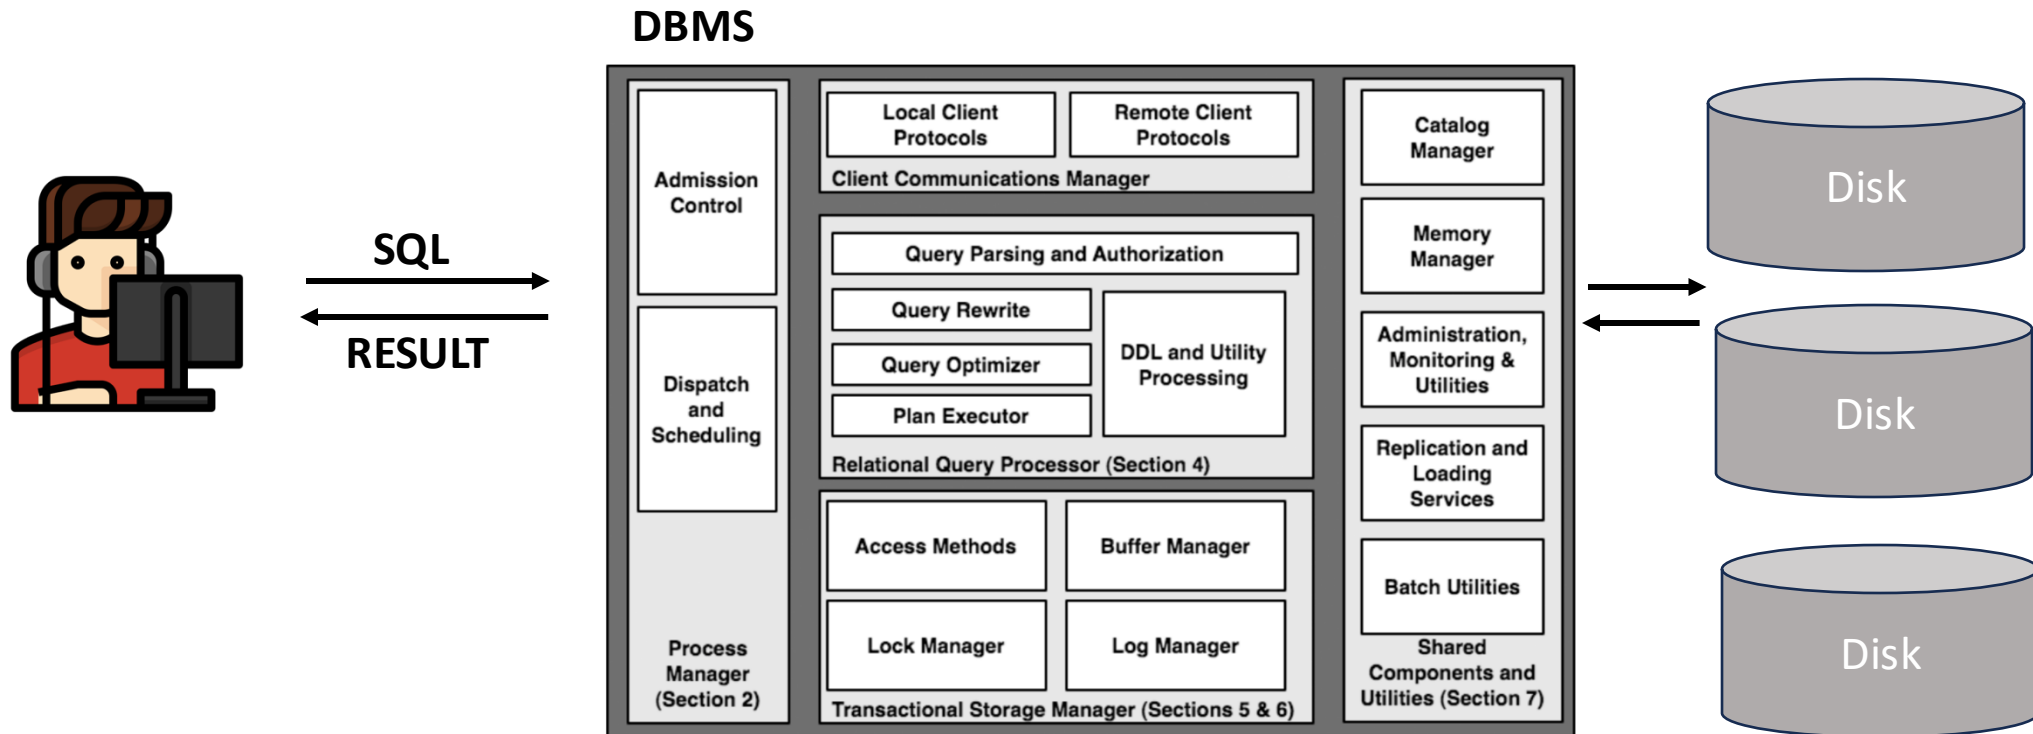 DBMS
SQL
RESULT
Admission
Control
Dispatch
and
Scheduling
Process
Manager
(Section 2)
Local Client
Protocols
Remote Client
Protocols
Client Communications Manager
Query Parsing and Authorization
Query Rewrite
Query Optimizer
Plan Executor
DDL and Utility
Processing
Relational Query Processor (Section 4)
Access Methods
Buffer Manager
Lock Manager
Log Manager
Transactional Storage Manager (Sections 5 & 6)
Catalog
Manager
Memory
Manager
Administration,
Monitoring &
Utilities
Replication and
Loading
Services
Batch Utilities
Shared
Components and
Utilities (Section 7)
Disk
Disk
Disk